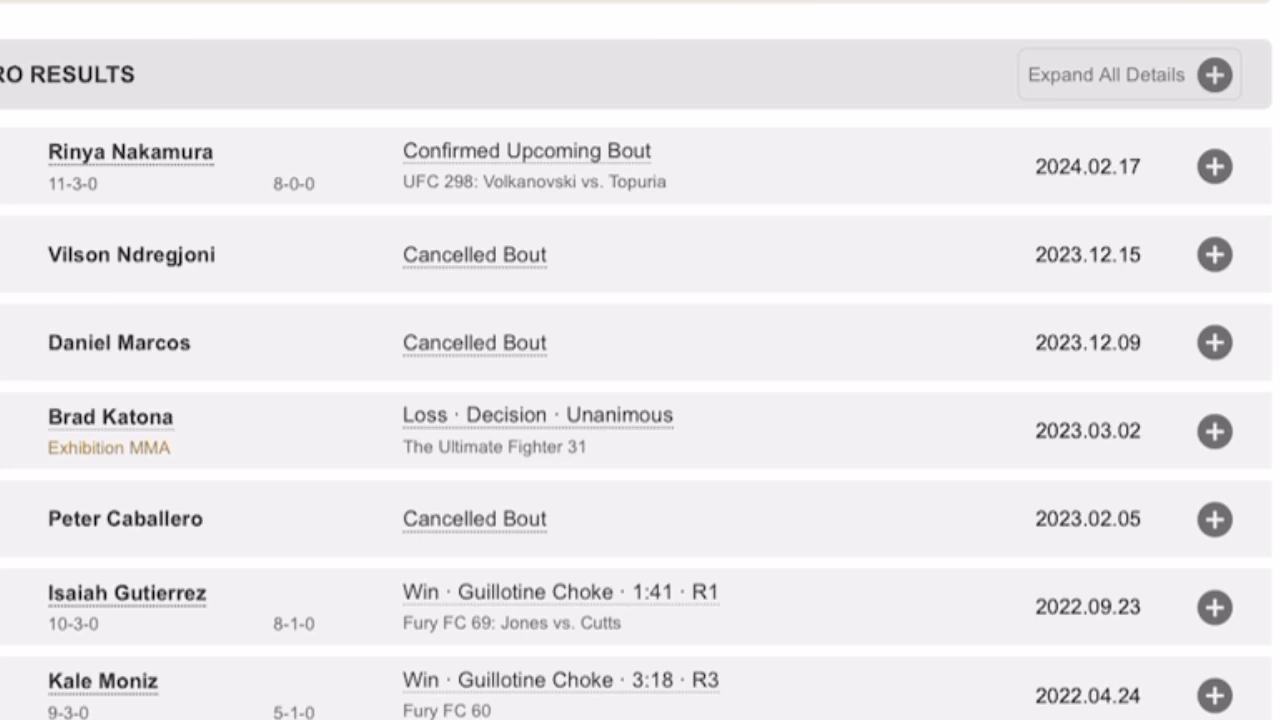 RO RESULTS
Expand All Details
Rinya Nakamura
Confirmed Upcoming Bout
2024.02.17
11-3-0
8-0-0
UFC 298: Volkanovski vs. Topuria
Vilson Ndregjoni
Cancelled Bout
2023.12.15
Daniel Marcos
Cancelled Bout
2023.12.09
Brad Katona
Loss · Decision · Unanimous
2023.03.02
Exhibition MMA
The Ultimate Fighter 31
Peter Caballero
Cancelled Bout
2023.02.05
Isaiah Gutierrez
Win · Guillotine Choke · 1:41 · R1
2022.09.23
10-3-0
8-1-0
Fury FC 69: Jones vs. Cutts
Kale Moniz
Win · Guillotine Choke · 3:18 · R3
2022.04.24
9-3-0
5-1-0
Fury FC 60